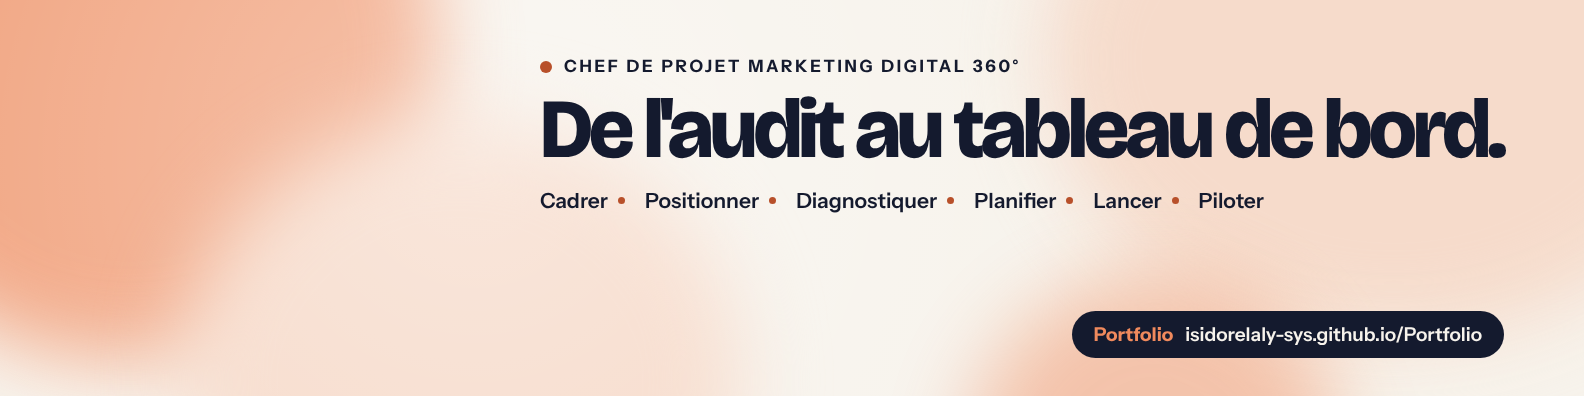 CHEF DE PROJET MARKETING DIGITAL 360°
De l'audit au tableau de bord.
Cadrer • Positionner • Diagnostiquer • Planifier • Lancer • Piloter
Portfolio isidorelaly-sys.github.io/Portfolio